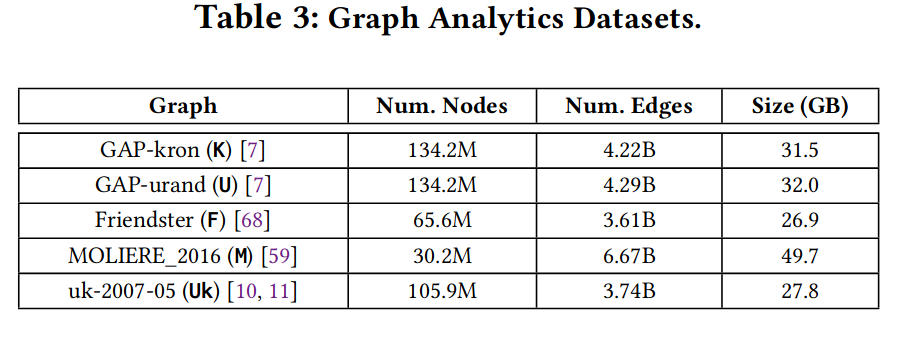 Table 3: Graph Analytics Datasets.
Graph Num. Nodes Num. Edges Size (GB)
GAP-kron (K) [7] 134.2M 4.22B 31.5
GAP-urand (U) [7] 134.2M 4.29B 32.0
Friendster (F) [68] 65.6M 3.61B 26.9
MOLIERE_2016 (M) [59] 30.2M 6.67B 49.7
uk-2007-05 (Uk) [10, 11] 105.9M 3.74B 27.8